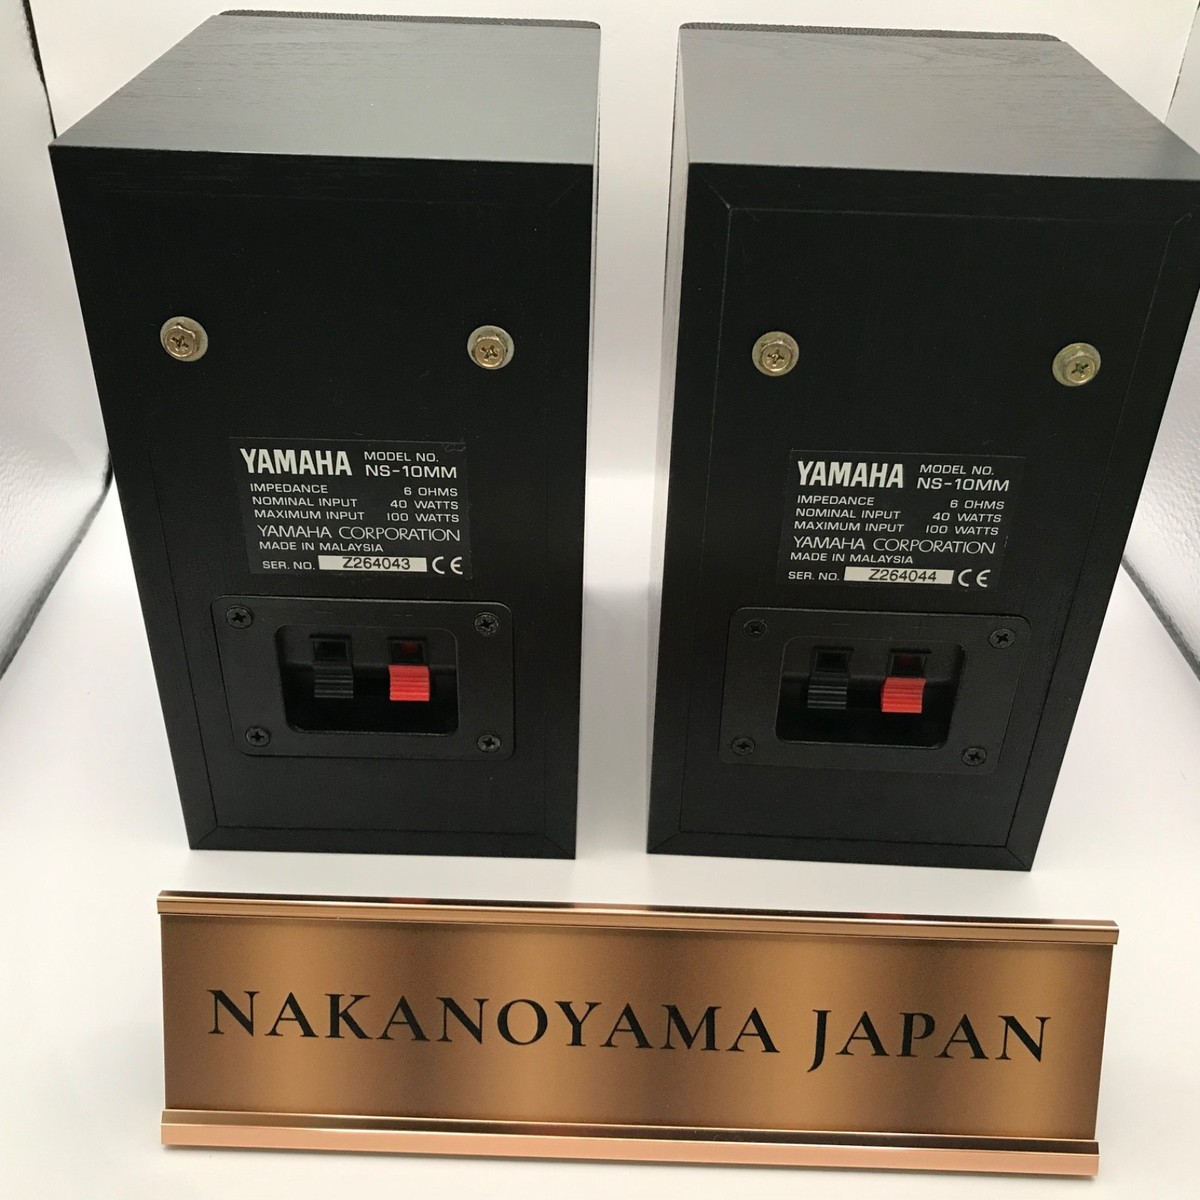 YAMAHA MODEL NO. NS-10MM
IMPEDANCE 6 OHMS
NOMINAL INPUT 40 WATTS
MAXIMUM INPUT 100 WATTS
YAMAHA CORPORATION
MADE IN MALAYSIA
SER. NO. Z264043 CE
YAMAHA MODEL NO. NS-10MM
IMPEDANCE 6 OHMS
NOMINAL INPUT 40 WATTS
MAXIMUM INPUT 100 WATTS
YAMAHA CORPORATION
MADE IN MALAYSIA
SER. NO. Z264044 CE
NAKANOYAMA JAPAN